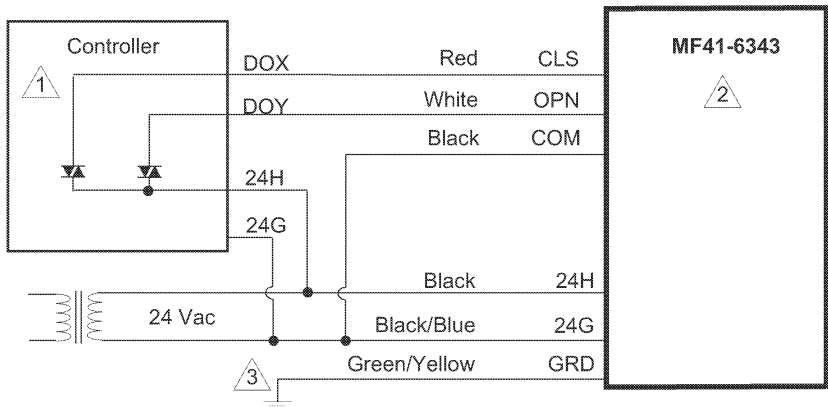 Controller
MF41-6343
1
2
DOX Red CLS
DOY White OPN
Black COM
24H
24G
Black 24H
24 Vac
Black/Blue 24G
3
Green/Yellow GRD